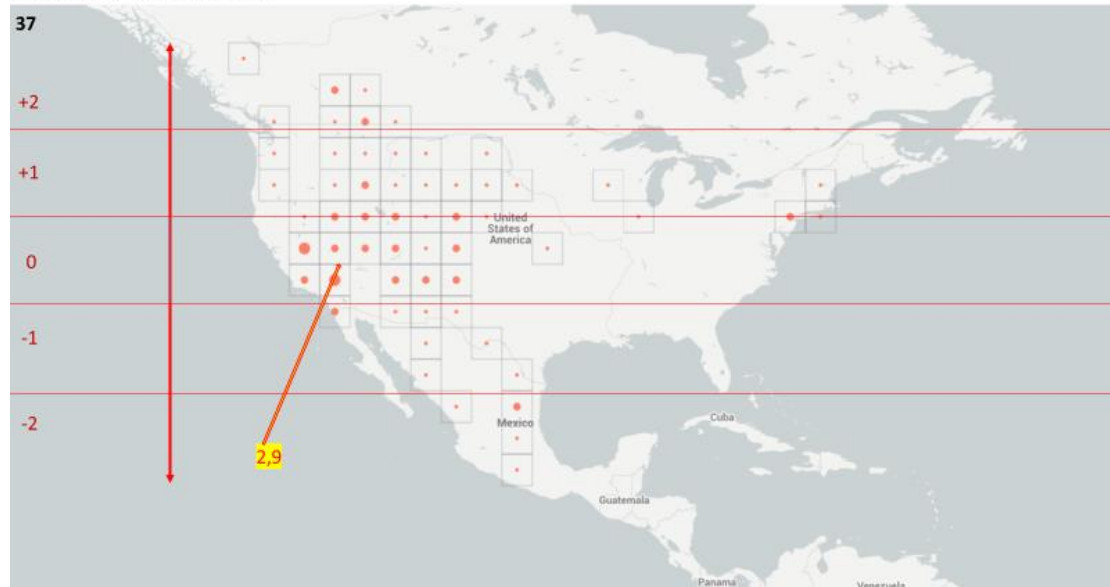 37
+2
+1
United
States of
America
0
-1
-2
Cuba
Mexico
2,9
Guatemala
Panama
Venezuela